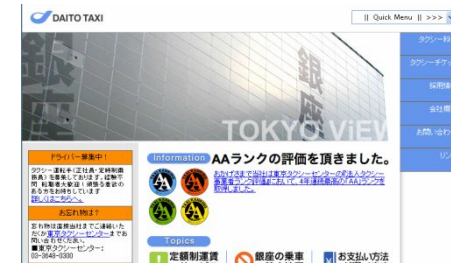 DAITO TAXI
|| Quick Menu || >>>
タクシー料
タクシーチケッ
採用情
会社概
お問い合わ
リン
銀座
銀座
TOKYO ViEW
ドライバー募集中！
タクシー運転手（正社員・定時制乗
務員）を募集しております。経験不
問 転職者大歓迎！頑張る意欲の
ある方をお待ちしています
詳しくはこちらへ。
お忘れ物は？
忘れ物は直接当社までご連絡いた
だくか東京タクシーセンターまでお
問い合わせください。
■東京タクシーセンター：
03-3648-0300
Information
AAランクの評価を頂きました。
AA
AA
AA
AA
おかげさまで当社は東京タクシーセンターの『法人タクシー
事業者ランク評価』において、4年連続最高の「AA」ランクを
取得しました。
Topics
定額制運賃
銀座の乗車
お支払い方法